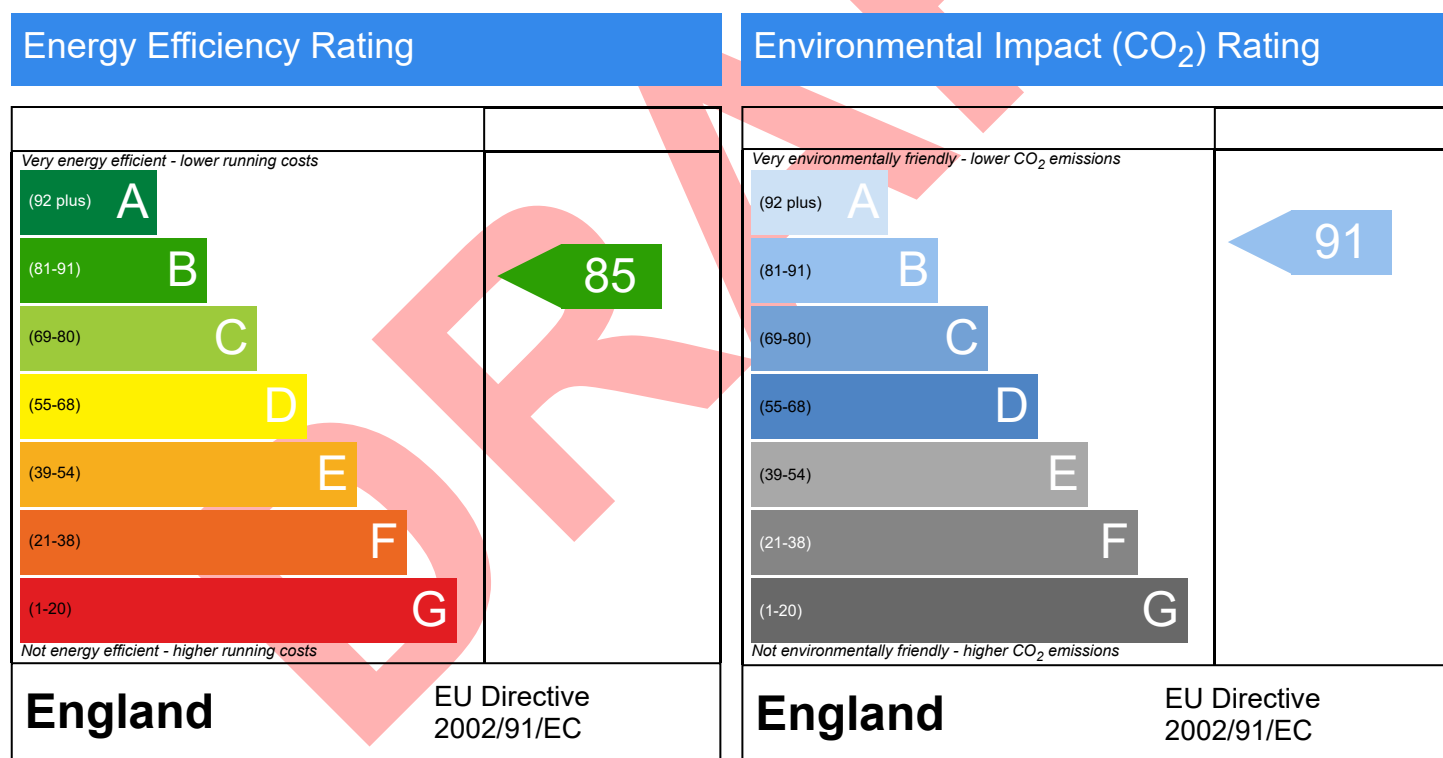 Energy Efficiency Rating
Very energy efficient - lower running costs
(92 plus) A
(81-91) B
85
(69-80) C
(55-68) D
(39-54) E
(21-38) F
(1-20) G
Not energy efficient - higher running costs
England
EU Directive
2002/91/EC
Environmental Impact (CO2) Rating
Very environmentally friendly - lower CO2 emissions
(92 plus) A
91
(81-91) B
(69-80) C
(55-68) D
(39-54) E
(21-38) F
(1-20) G
Not environmentally friendly - higher CO2 emissions
England
EU Directive
2002/91/EC